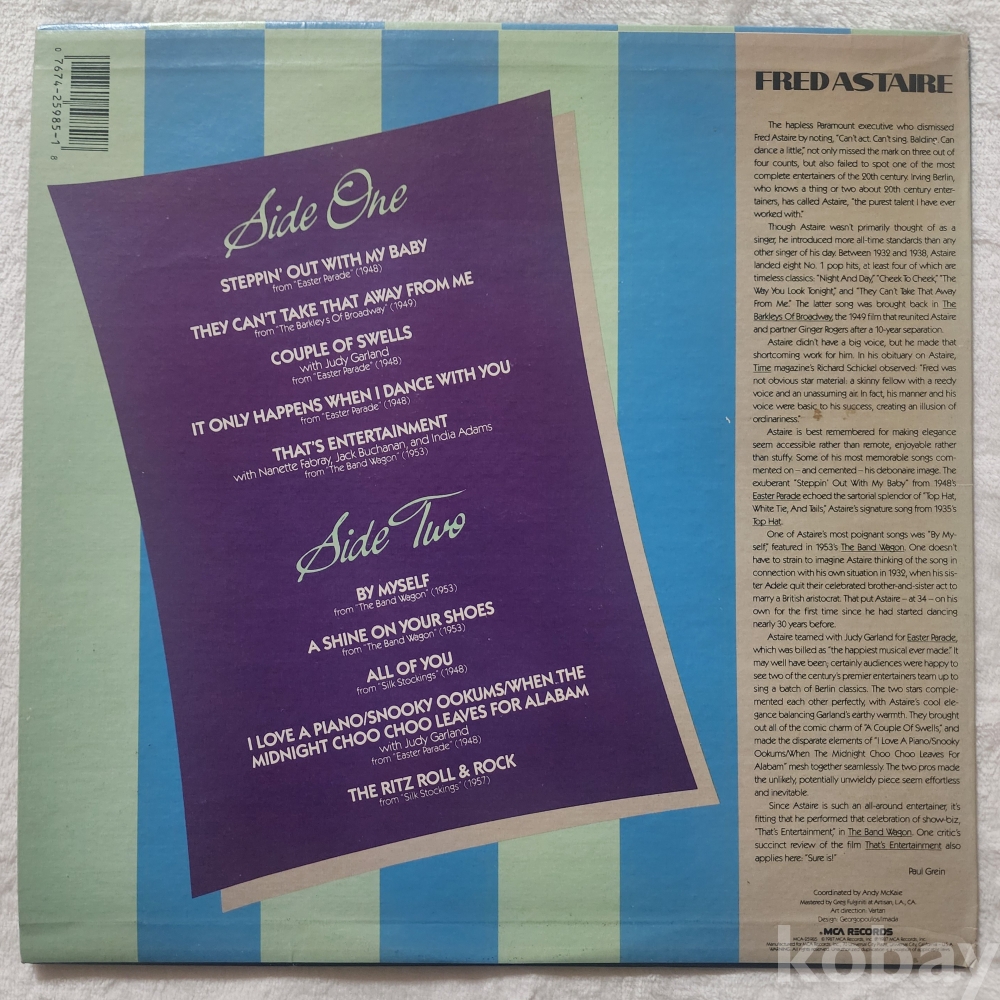 0 7674-25985-1 8
Side One
STEPPIN' OUT WITH MY BABY
from "Easter Parade" (1948)
THEY CAN'T TAKE THAT AWAY FROM ME
from "The Barkleys Of Broadway" (1949)
COUPLE OF SWELLS
with Judy Garland
from "Easter Parade" (1948)
IT ONLY HAPPENS WHEN I DANCE WITH YOU
from "Easter Parade" (1948)
THAT'S ENTERTAINMENT
with Nanette Fabray, Jack Buchanan, and India Adams
from "The Band Wagon" (1953)
Side Two
BY MYSELF
from "The Band Wagon" (1953)
A SHINE ON YOUR SHOES
from "The Band Wagon" (1953)
ALL OF YOU
from "Silk Stockings" (1948)
I LOVE A PIANO/SNOOKY OOKUMS/WHEN THE
MIDNIGHT CHOO CHOO LEAVES FOR ALABAM
with Judy Garland
from "Easter Parade" (1948)
THE RITZ ROLL & ROCK
from "Silk Stockings" (1957)
FRED ASTAIRE
The hapless Paramount executive who dismissed
Fred Astaire by noting, "Can't act. Can't sing. Balding. Can
dance a little," not only missed the mark on three out of
four counts, but also failed to spot one of the most
complete entertainers of the 20th century. Irving Berlin,
who knows a thing or two about 20th century enter-
tainers, has called Astaire, "the purest talent I have ever
worked with."
Though Astaire wasn't primarily thought of as a
singer, he introduced more all-time standards than any
other singer of his day. Between 1932 and 1938, Astaire
landed eight No. 1 pop hits, at least four of which are
timeless classics: "Night And Day," "Cheek To Cheek," "The
Way You Look Tonight," and "They Can't Take That Away
From Me." The latter song was brought back in The
Barkleys Of Broadway, the 1949 film that reunited Astaire
and partner Ginger Rogers after a 10-year separation.
Astaire didn't have a big voice, but he made that
shortcoming work for him. In his obituary on Astaire,
Time magazine's Richard Schickel observed: "Fred was
not obvious star material: a skinny fellow with a reedy
voice and an unassuming air. In fact, his manner and his
voice were basic to his success, creating an illusion of
ordinariness."
Astaire is best remembered for making elegance
seem accessible rather than remote, enjoyable rather
than stuffy. Some of his most memorable songs com-
mented on – and cemented – his debonaire image. The
exuberant "Steppin' Out With My Baby" from 1948's
Easter Parade echoed the sartorial splendor of "Top Hat,
White Tie, And Tails," Astaire's signature song from 1935's
Top Hat.
One of Astaire's most poignant songs was "By My-
self," featured in 1953's The Band Wagon. One doesn't
have to strain to imagine Astaire thinking of the song in
connection with his own situation in 1932, when his sis-
ter Adele quit their celebrated brother-and-sister act to
marry a British aristocrat. That put Astaire – at 34 – on his
own for the first time since he had started dancing
nearly 30 years before.
Astaire teamed with Judy Garland for Easter Parade,
which was billed as "the happiest musical ever made." It
may well have been; certainly audiences were happy to
see two of the century's premier entertainers team up to
sing a batch of Berlin classics. The two stars comple-
mented each other perfectly, with Astaire's cool ele-
gance balancing Garland's earthy warmth. They brought
out all of the comic charm of "A Couple Of Swells," and
made the disparate elements of "I Love A Piano/Snooky
Ookums/When The Midnight Choo Choo Leaves For
Alabam" mesh together seamlessly. The two pros made
the unlikely, potentially unwieldy piece seem effortless
and inevitable.
Since Astaire is such an all-around entertainer, it's
fitting that he performed that celebration of show-biz,
"That's Entertainment," in The Band Wagon. One critic's
succinct review of the film That's Entertainment also
applies here: "Sure is!"
Paul Grein
Coordinated by Andy McKaie
Mastered by Greg Fulginiti at Artisan, L.A., CA.
Art direction: Vartan
Design: Georgopoulos/Imada
MCA RECORDS
MCA-25985
kobay